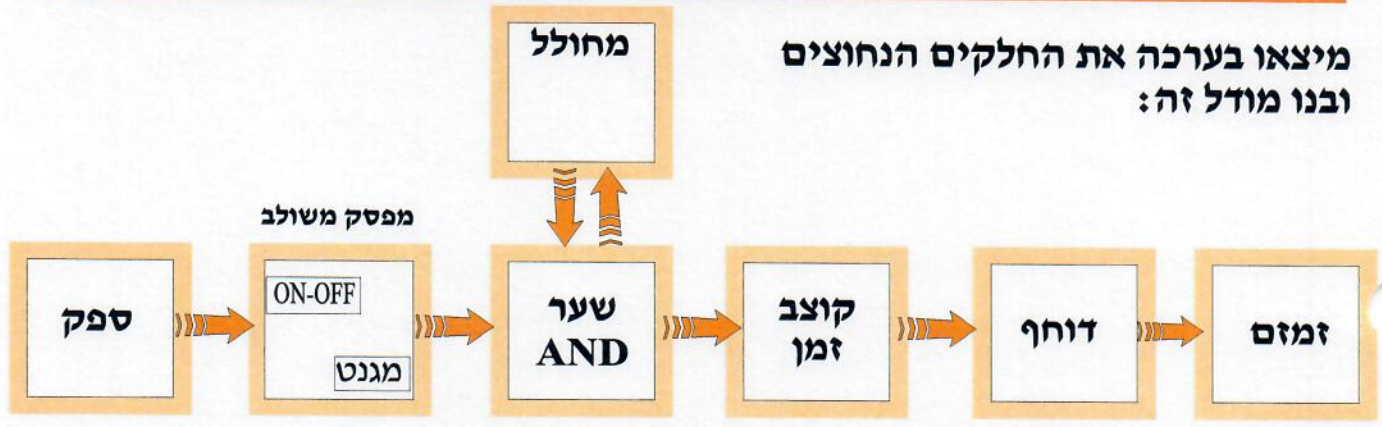 מיצאו בערכה את החלקים הנחוצים
ובנו מודל זה:
מחולל
מפסק משולב
ספק
ON-OFF
מגנט
שער
AND
קוצב
זמן
דוחף
זמזם